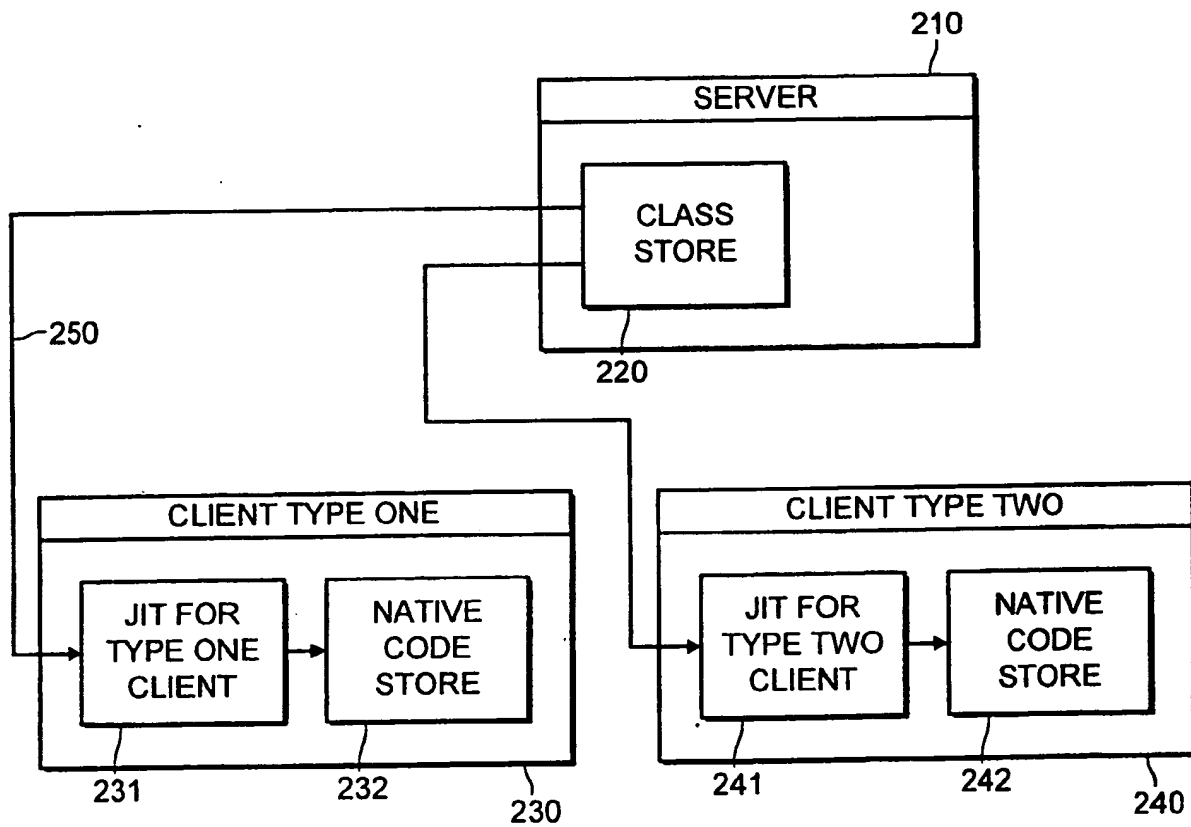 210
SERVER
CLASS
STORE
250
220
CLIENT TYPE ONE
JIT FOR
TYPE ONE
CLIENT
NATIVE
CODE
STORE
231
232
230
CLIENT TYPE TWO
JIT FOR
TYPE TWO
CLIENT
NATIVE
CODE
STORE
241
242
240